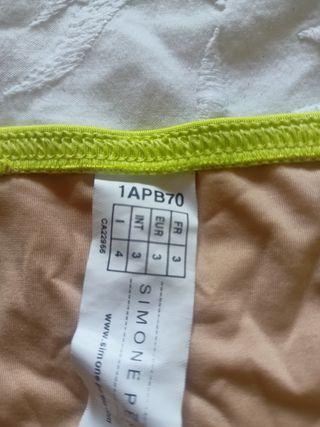 1APB70
FR EUR INT I
3 3 3 4
CA22966
SIMONE
www.simone